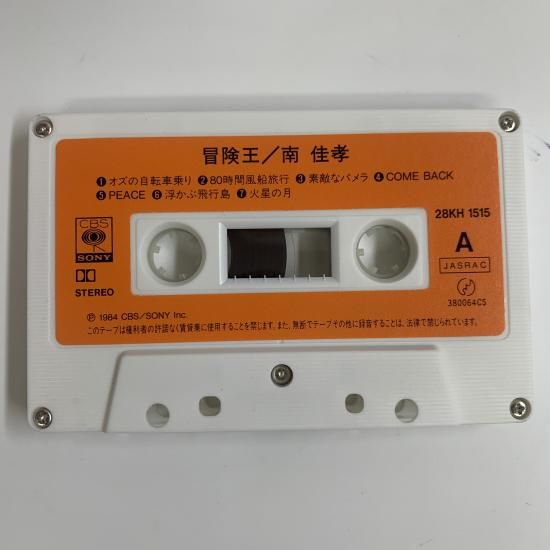 冒険王／南 佳孝
❶オズの自転車乗り ❷80時間風船旅行 ❸素敵なパメラ ❹COME BACK
❺PEACE ❻浮かぶ飛行島 ❼火星の月
28KH 1515
A
JASRAC
380064CS
CBS
SONY
STEREO
Ⓟ 1984 CBS/SONY Inc.
このテープは権利者の許諾なく賃貸業に使用することを禁じます。また、無断でテープその他に録音することは、法律で禁じられています。